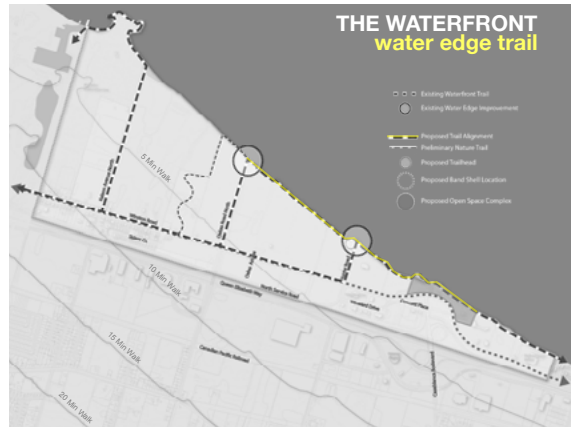 THE WATERFRONT
water edge trail
Existing Waterfront Trail
Existing Water Edge Improvement
Proposed Trail Alignment
Preliminary Nature Trail
Proposed Trailhead
Proposed Band Shell Location
Proposed Open Space Complex
5 Min Walk
10 Min Walk
15 Min Walk
20 Min Walk
North Service Road
Queen Elizabeth Way
Canadian Pacific Railroad